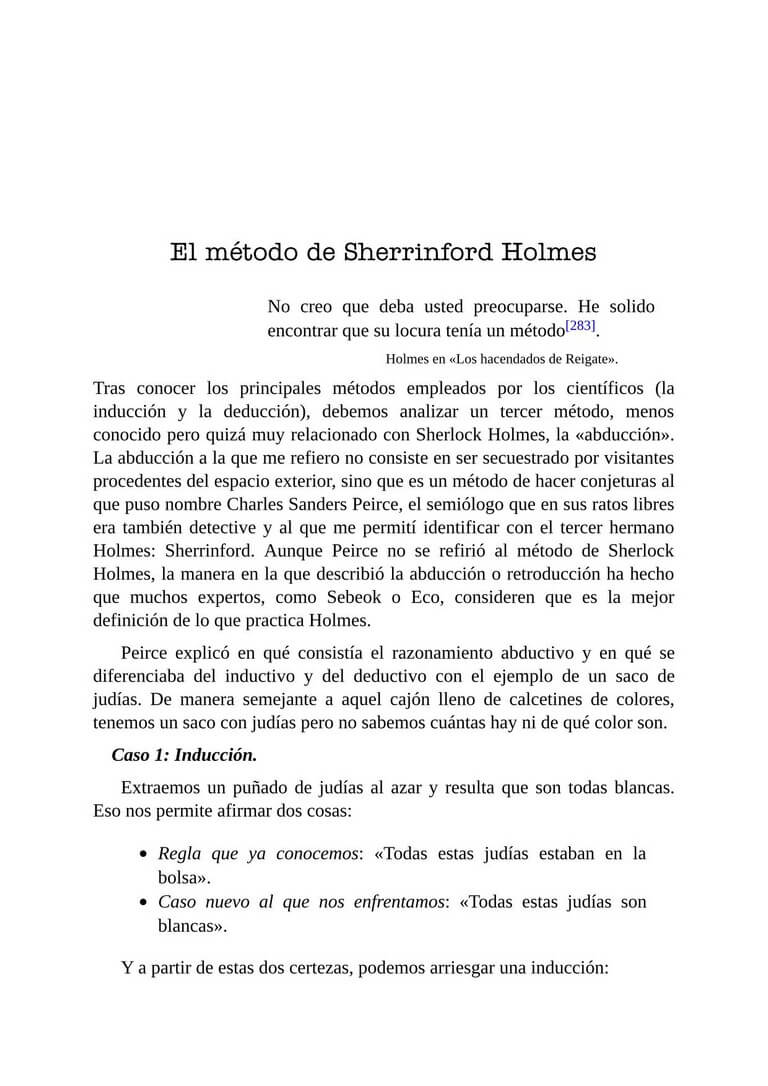 El método de Sherrinford Holmes
No creo que deba usted preocuparse. He solido
encontrar que su locura tenía un método[283].
Holmes en «Los hacendados de Reigate».
Tras conocer los principales métodos empleados por los científicos (la
inducción y la deducción), debemos analizar un tercer método, menos
conocido pero quizá muy relacionado con Sherlock Holmes, la «abducción».
La abducción a la que me refiero no consiste en ser secuestrado por visitantes
procedentes del espacio exterior, sino que es un método de hacer conjeturas al
que puso nombre Charles Sanders Peirce, el semiólogo que en sus ratos libres
era también detective y al que me permití identificar con el tercer hermano
Holmes: Sherrinford. Aunque Peirce no se refirió al método de Sherlock
Holmes, la manera en la que describió la abducción o retroducción ha hecho
que muchos expertos, como Sebeok o Eco, consideren que es la mejor
definición de lo que practica Holmes.
Peirce explicó en qué consistía el razonamiento abductivo y en qué se
diferenciaba del inductivo y del deductivo con el ejemplo de un saco de
judías. De manera semejante a aquel cajón lleno de calcetines de colores,
tenemos un saco con judías pero no sabemos cuántas hay ni de qué color son.
Caso 1: Inducción.
Extraemos un puñado de judías al azar y resulta que son todas blancas.
Eso nos permite afirmar dos cosas:
• Regla que ya conocemos: «Todas estas judías estaban en la
bolsa».
• Caso nuevo al que nos enfrentamos: «Todas estas judías son
blancas».
Y a partir de estas dos certezas, podemos arriesgar una inducción: